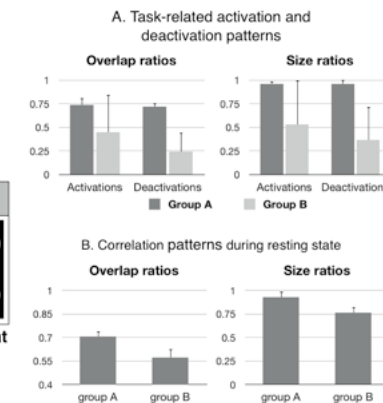 A. Task-related activation and
deactivation patterns
Overlap ratios
Size ratios
1
0.75
0.5
0.25
0
Activations
Deactivations
1
0.75
0.5
0.25
0
Activations
Deactivation
Group A
Group B
B. Correlation patterns during resting state
Overlap ratios
Size ratios
1
0.85
0.7
0.55
0.4
group A
group B
1
0.75
0.5
0.25
0
group A
group B